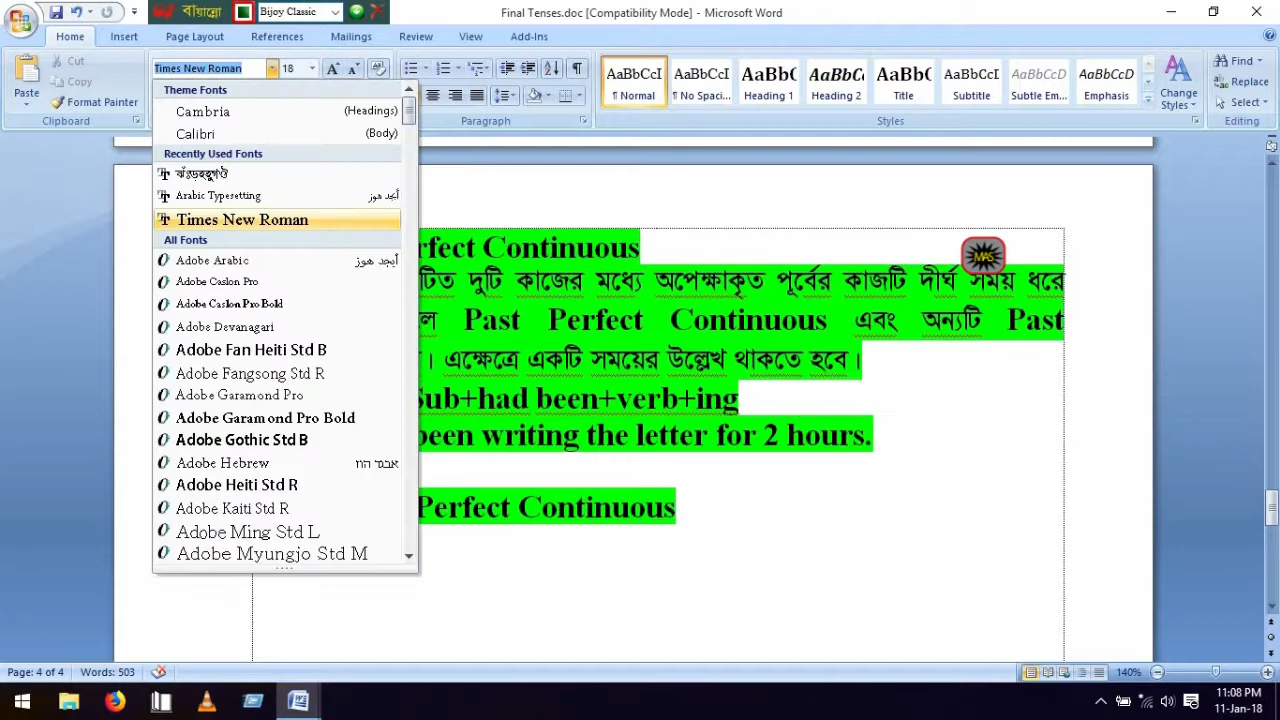 বায়ান্নো Bijoy Classic Final Tenses.doc [Compatibility Mode] - Microsoft Word
Home Insert Page Layout References Mailings Review View Add-Ins
Cut Times New Roman 18
Copy
Paste Format Painter
AaBbCcI AaBbCcI AaBbC AaBbC AaBbC AaBbCcI AaBbCcD AaBbCcD
¶ Normal ¶ No Spaci... Heading 1 Heading 2 Title Subtitle Subtle Em... Emphasis
Change Styles
Find
Replace
Select
Clipboard Paragraph Styles Editing
Theme Fonts
Cambria (Headings)
Calibri (Body)
Recently Used Fonts
Arabic Typesetting أبجد هوز
Times New Roman
All Fonts
Adobe Arabic أبجد هوز
Adobe Caslon Pro
Adobe Caslon Pro Bold
Adobe Devanagari
Adobe Fan Heiti Std B
Adobe Fangsong Std R
Adobe Garamond Pro
Adobe Garamond Pro Bold
Adobe Gothic Std B
Adobe Hebrew אבגד הוז
Adobe Heiti Std R
Adobe Kaiti Std R
Adobe Ming Std L
Adobe Myungjo Std M
rfect Continuous
MAS
টিত দুটি কাজের মধ্যে অপেক্ষাকৃত পূর্বের কাজটি দীর্ঘ সময় ধরে
ল Past Perfect Continuous এবং অন্যটি Past
। এক্ষেত্রে একটি সময়ের উল্লেখ থাকতে হবে।
Sub+had been+verb+ing
been writing the letter for 2 hours.
Perfect Continuous
Page: 4 of 4 Words: 503 140%
11:08 PM
11-Jan-18